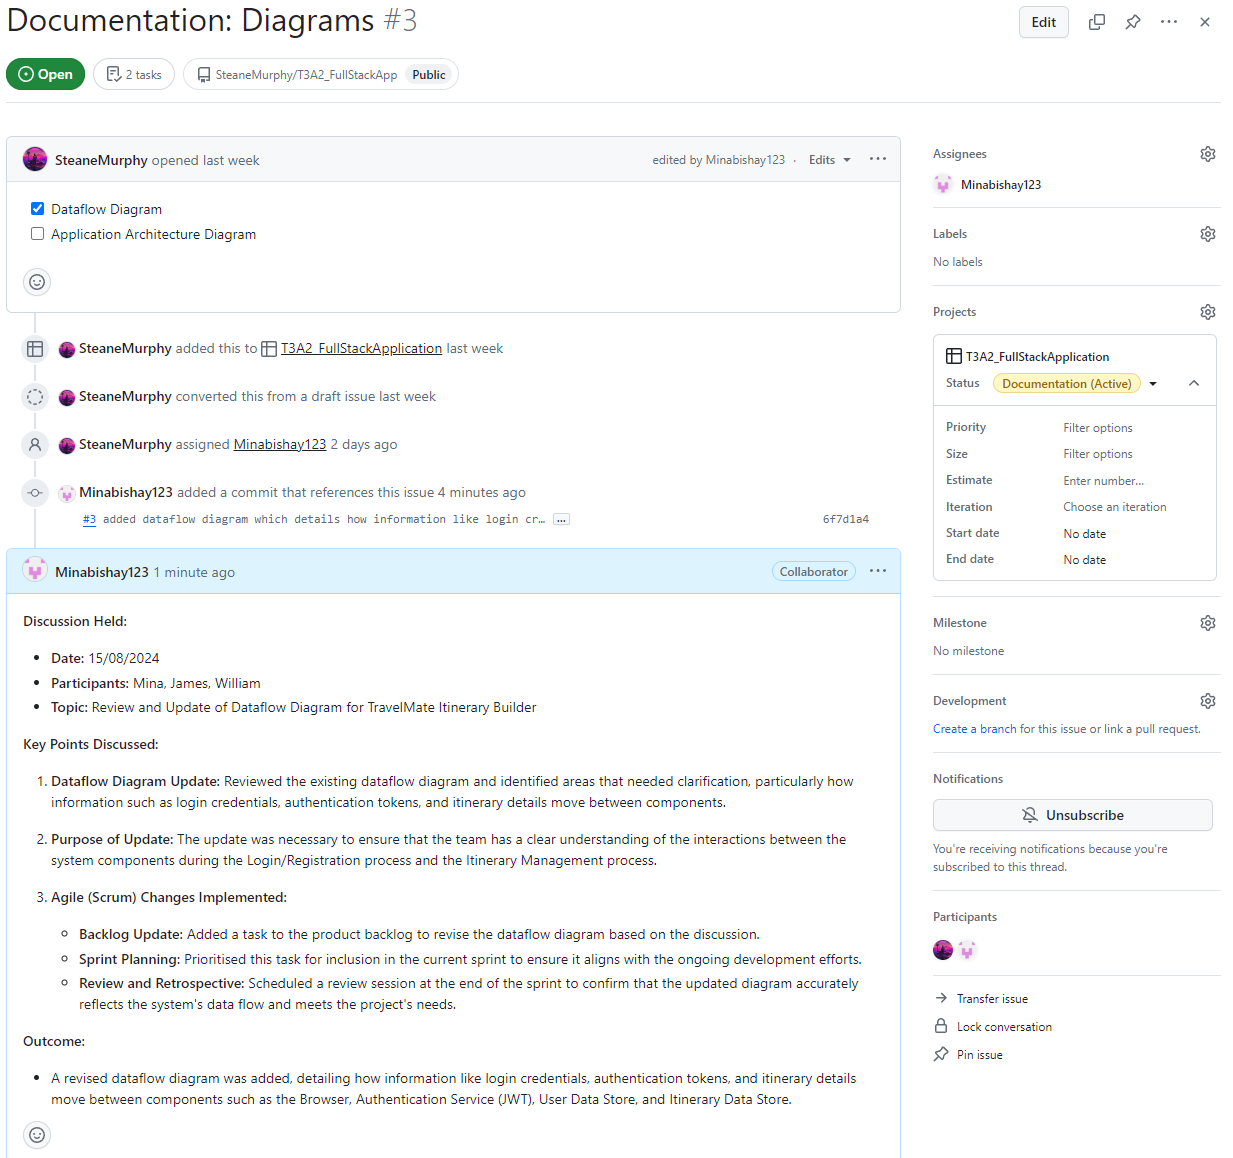 Documentation: Diagrams #3
Edit
Open
2 tasks
SteaneMurphy/T3A2_FullStackApp Public
SteaneMurphy opened last week
edited by Minabishay123 · Edits
Dataflow Diagram
Application Architecture Diagram
SteaneMurphy added this to T3A2_FullStackApplication last week
SteaneMurphy converted this from a draft issue last week
SteaneMurphy assigned Minabishay123 2 days ago
Minabishay123 added a commit that references this issue 4 minutes ago
#3 added dataflow diagram which details how information like login cr… ... 6f7d1a4
Minabishay123 1 minute ago
Collaborator
Discussion Held:
• Date: 15/08/2024
• Participants: Mina, James, William
• Topic: Review and Update of Dataflow Diagram for TravelMate Itinerary Builder
Key Points Discussed:
1. Dataflow Diagram Update: Reviewed the existing dataflow diagram and identified areas that needed clarification, particularly how
information such as login credentials, authentication tokens, and itinerary details move between components.
2. Purpose of Update: The update was necessary to ensure that the team has a clear understanding of the interactions between the
system components during the Login/Registration process and the Itinerary Management process.
3. Agile (Scrum) Changes Implemented:
Backlog Update: Added a task to the product backlog to revise the dataflow diagram based on the discussion.
Sprint Planning: Prioritised this task for inclusion in the current sprint to ensure it aligns with the ongoing development efforts.
Review and Retrospective: Scheduled a review session at the end of the sprint to confirm that the updated diagram accurately
reflects the system's data flow and meets the project's needs.
Outcome:
• A revised dataflow diagram was added, detailing how information like login credentials, authentication tokens, and itinerary details
move between components such as the Browser, Authentication Service (JWT), User Data Store, and Itinerary Data Store.
Assignees
Minabishay123
Labels
No labels
Projects
T3A2_FullStackApplication
Status Documentation (Active)
Priority Filter options
Size Filter options
Estimate Enter number...
Iteration Choose an iteration
Start date No date
End date No date
Milestone
No milestone
Development
Create a branch for this issue or link a pull request.
Notifications
Unsubscribe
You're receiving notifications because you're
subscribed to this thread.
Participants
Transfer issue
Lock conversation
Pin issue